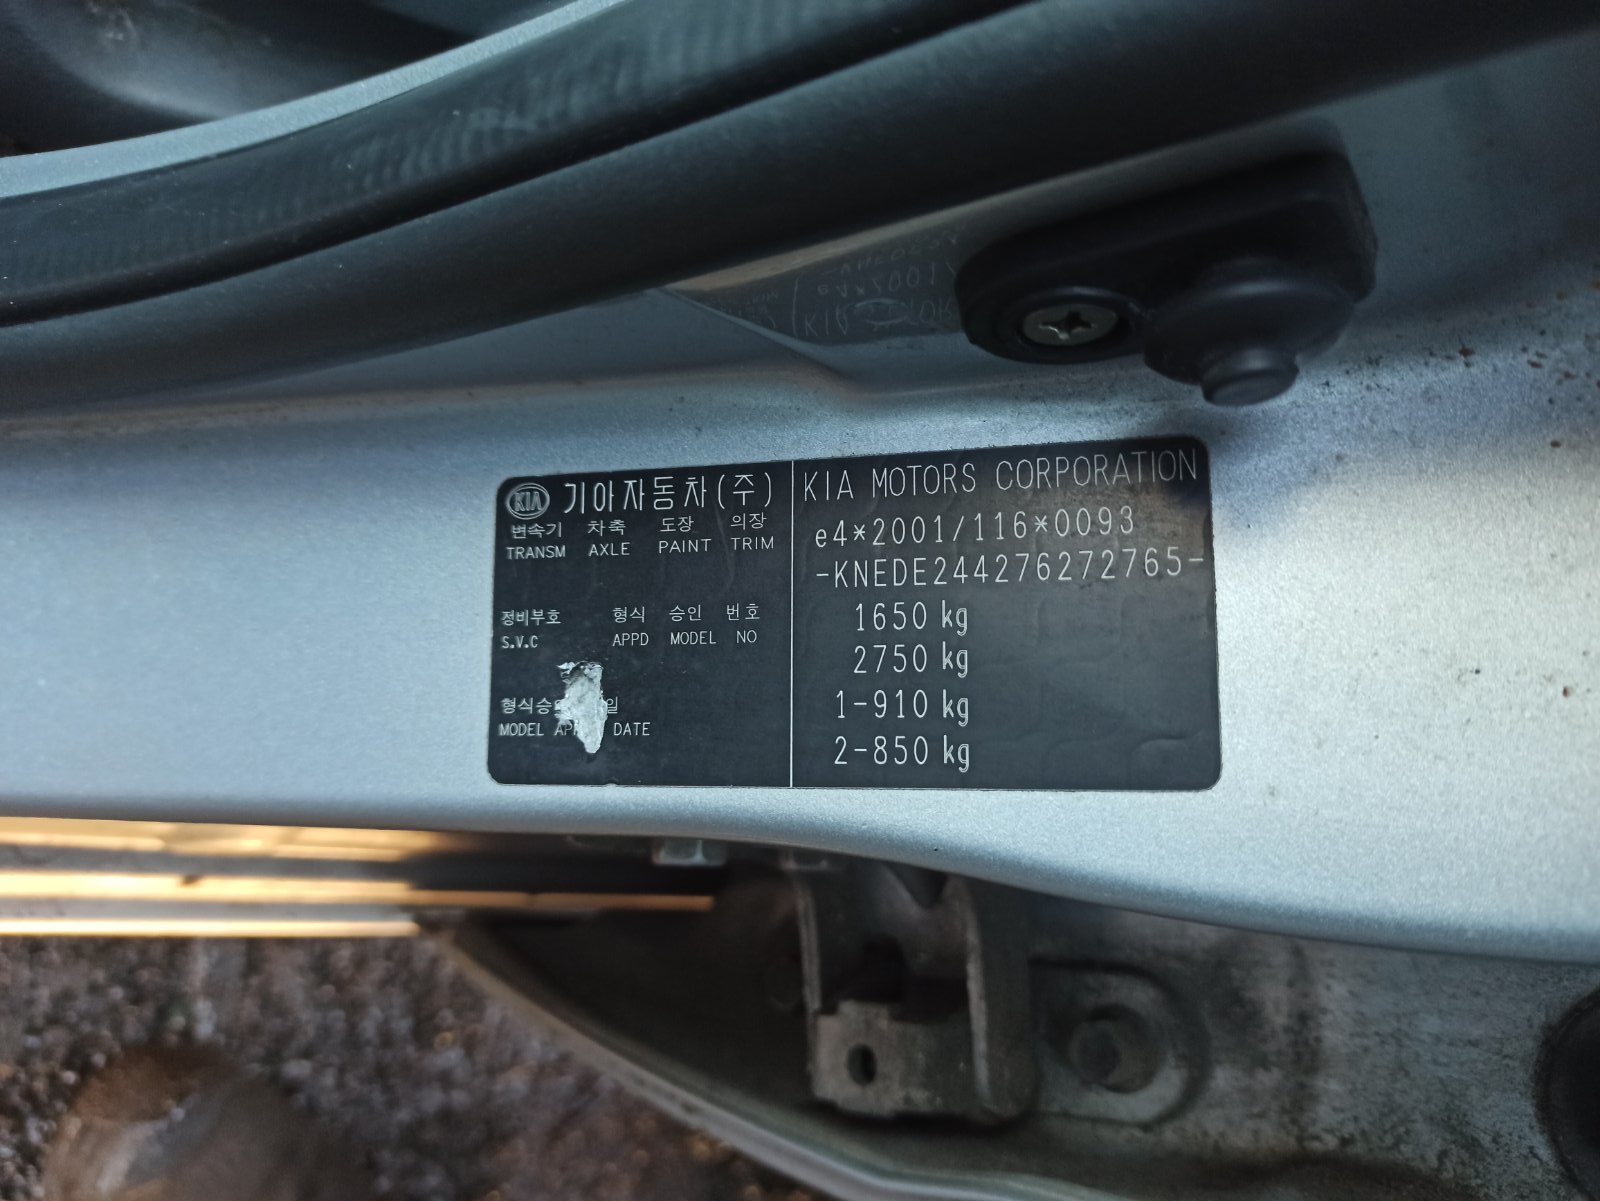 KIA 기아자동차(주)
변속기 차축 도장 의장
TRANSM AXLE PAINT TRIM
정비부호 형식 승인 번호
S.V.C APPD MODEL NO
형식승 일
MODEL DATE
KIA MOTORS CORPORATION
e4*2001/116*0093
-KNEDE244276272765-
1650 kg
2750 kg
1-910 kg
2-850 kg